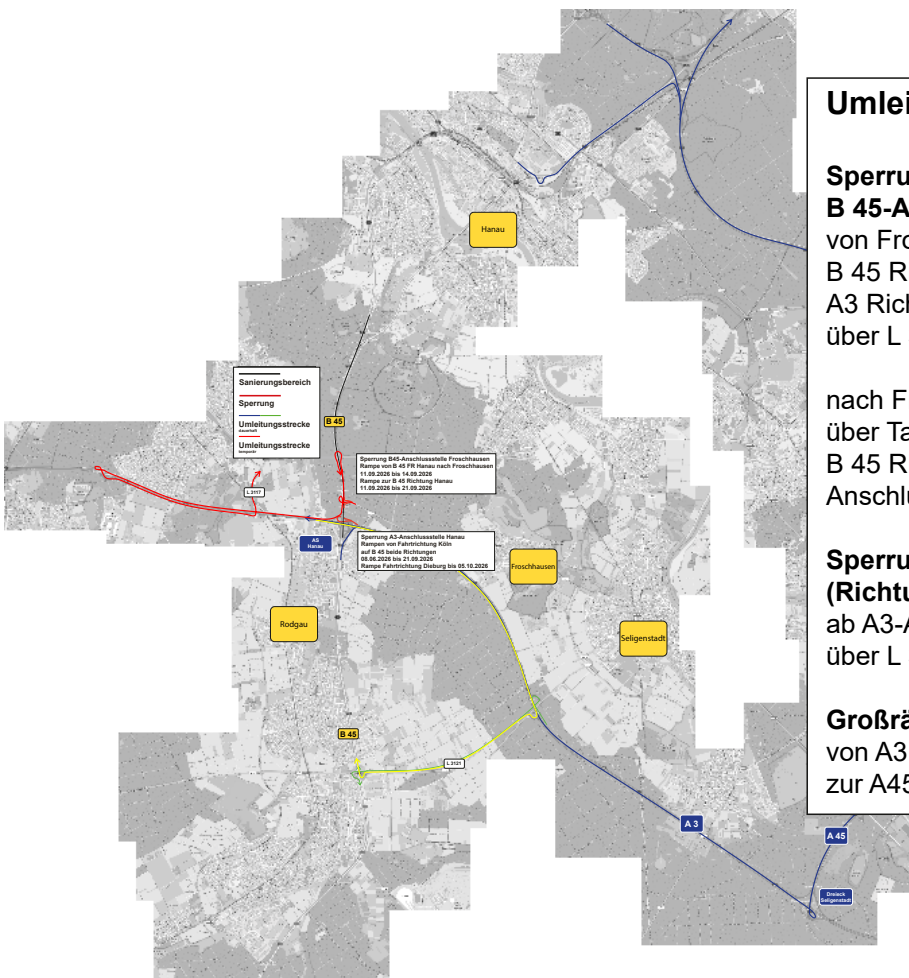 Hanau
Sanierungsbereich
Sperrung
Umleitungsstrecke
dauerhaft
Umleitungsstrecke
temporär
B 45
Sperrung B45-Anschlussstelle Froschhausen
Rampe von B 45 FR Hanau nach Froschhausen
11.09.2026 bis 14.09.2026
Rampe zur B 45 Richtung Hanau
11.09.2026 bis 21.09.2026
L 3117
AS
Hanau
Sperrung A3-Anschlussstelle Hanau
Rampen von Fahrtrichtung Köln
auf B 45 beide Richtungen
08.06.2026 bis 21.09.2026
Rampe Fahrtrichtung Dieburg bis 05.10.2026
Froschhausen
Rodgau
Seligenstadt
B 45
L 3121
A 3
A 45
Dreieck
Seligenstadt
Umlei
Sperru
B 45-A
von Fro
B 45 R
A3 Rich
über L
nach F
über Ta
B 45 R
Anschlu
Sperru
(Richtu
ab A3-A
über L
Großrä
von A3
zur A45